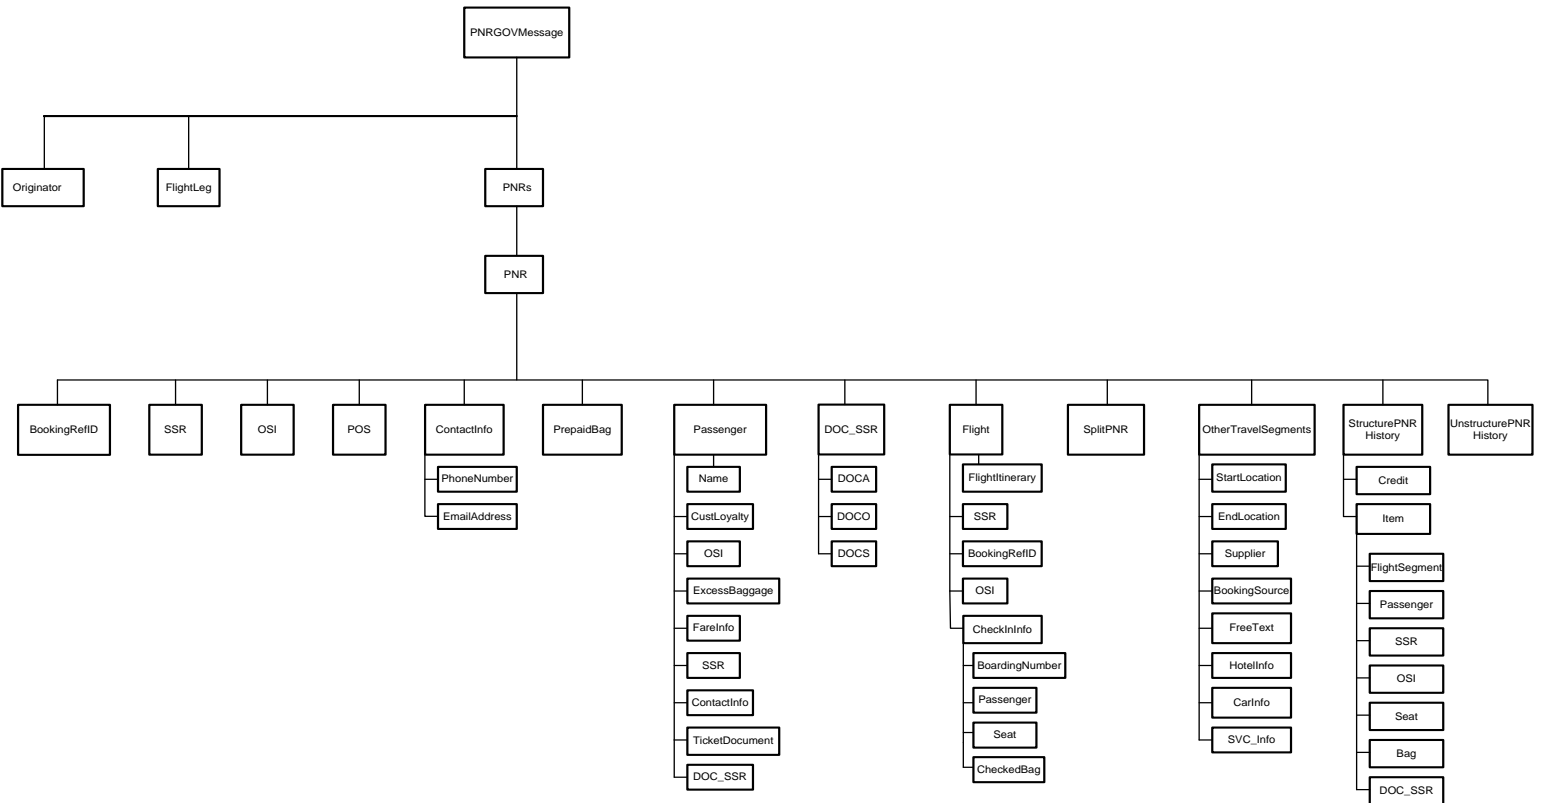 PNRGOVMessage
Originator
FlightLeg
PNRs
PNR
BookingRefID
SSR
OSI
POS
ContactInfo
PhoneNumber
EmailAddress
PrepaidBag
Passenger
Name
CustLoyalty
OSI
ExcessBaggage
FareInfo
SSR
ContactInfo
TicketDocument
DOC_SSR
DOC_SSR
DOCA
DOCO
DOCS
Flight
FlightItinerary
SSR
BookingRefID
OSI
CheckInInfo
BoardingNumber
Passenger
Seat
CheckedBag
SplitPNR
OtherTravelSegments
StartLocation
EndLocation
Supplier
BookingSource
FreeText
HotelInfo
CarInfo
SVC_Info
StructurePNR
History
Credit
Item
FlightSegment
Passenger
SSR
OSI
Seat
Bag
DOC_SSR
UnstructurePNR
History